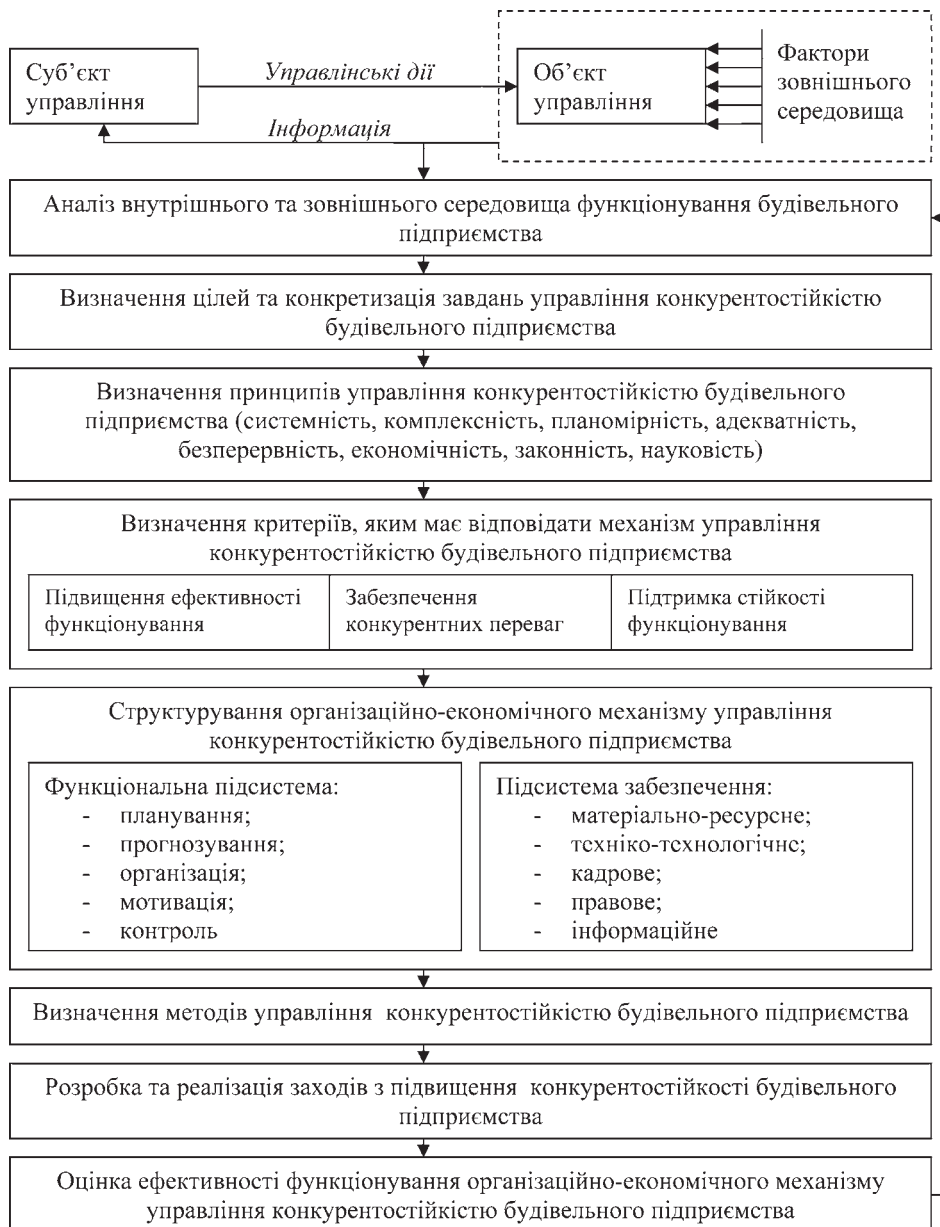 Суб’єкт
управління
Управлінські дії
Інформація
Об’єкт
управління
Фактори
зовнішнього
середовища
Аналіз внутрішнього та зовнішнього середовища функціонування будівельного
підприємства
Визначення цілей та конкретизація завдань управління конкурентостійкістю
будівельного підприємства
Визначення принципів управління конкурентостійкістю будівельного
підприємства (системність, комплексність, планомірність, адекватність,
безперервність, економічність, законність, науковість)
Визначення критеріїв, яким має відповідати механізм управління
конкурентостійкістю будівельного підприємства
Підвищення ефективності
функціонування
Забезпечення
конкурентних переваг
Підтримка стійкості
функціонування
Структурування організаційно-економічного механізму управління
конкурентостійкістю будівельного підприємства
Функціональна підсистема:
- планування;
- прогнозування;
- організація;
- мотивація;
- контроль
Підсистема забезпечення:
- матеріально-ресурсне;
- техніко-технологічне;
- кадрове;
- правове;
- інформаційне
Визначення методів управління конкурентостійкістю будівельного підприємства
Розробка та реалізація заходів з підвищення конкурентостійкості будівельного
підприємства
Оцінка ефективності функціонування організаційно-економічного механізму
управління конкурентостійкістю будівельного підприємства